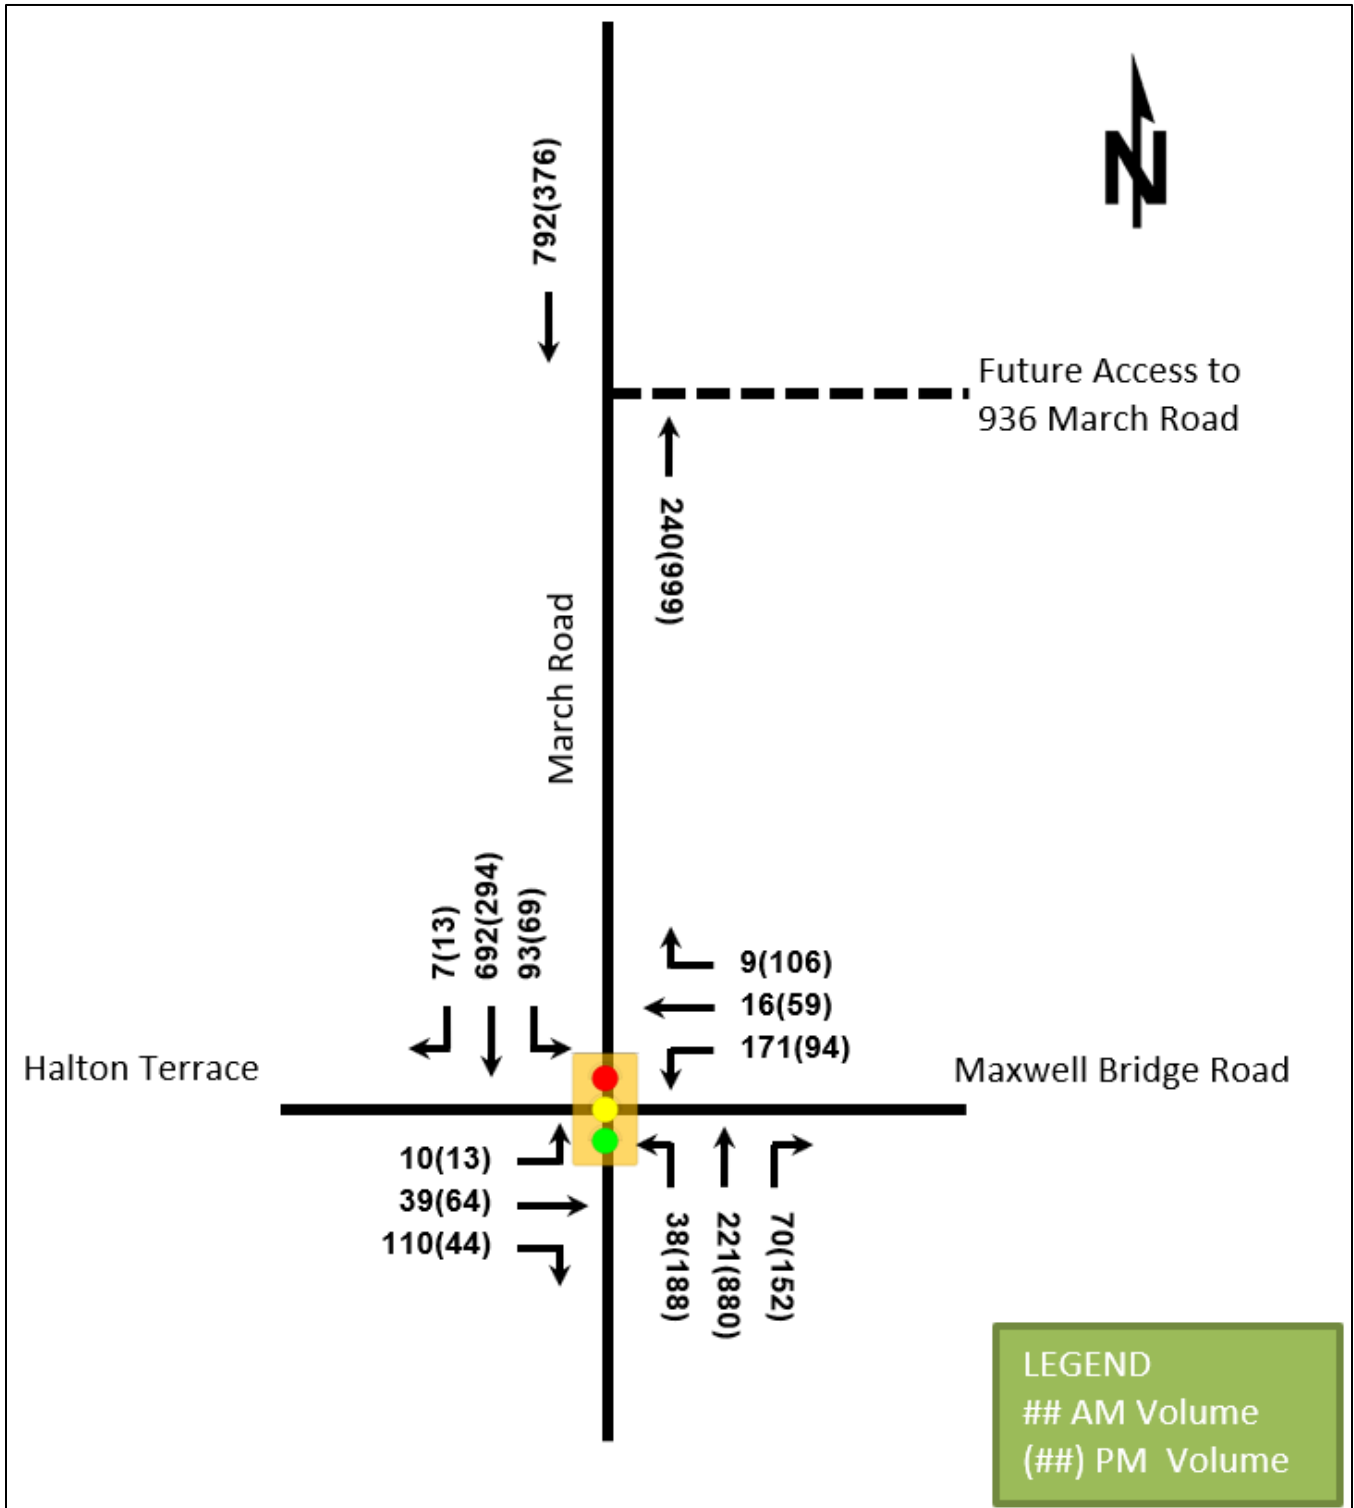 792(376)
N
Future Access to
936 March Road
240(999)
March Road
7(13)
692(294)
93(69)
9(106)
16(59)
171(94)
Halton Terrace
Maxwell Bridge Road
10(13)
39(64)
110(44)
38(188)
221(880)
70(152)
LEGEND
## AM Volume
(##) PM Volume